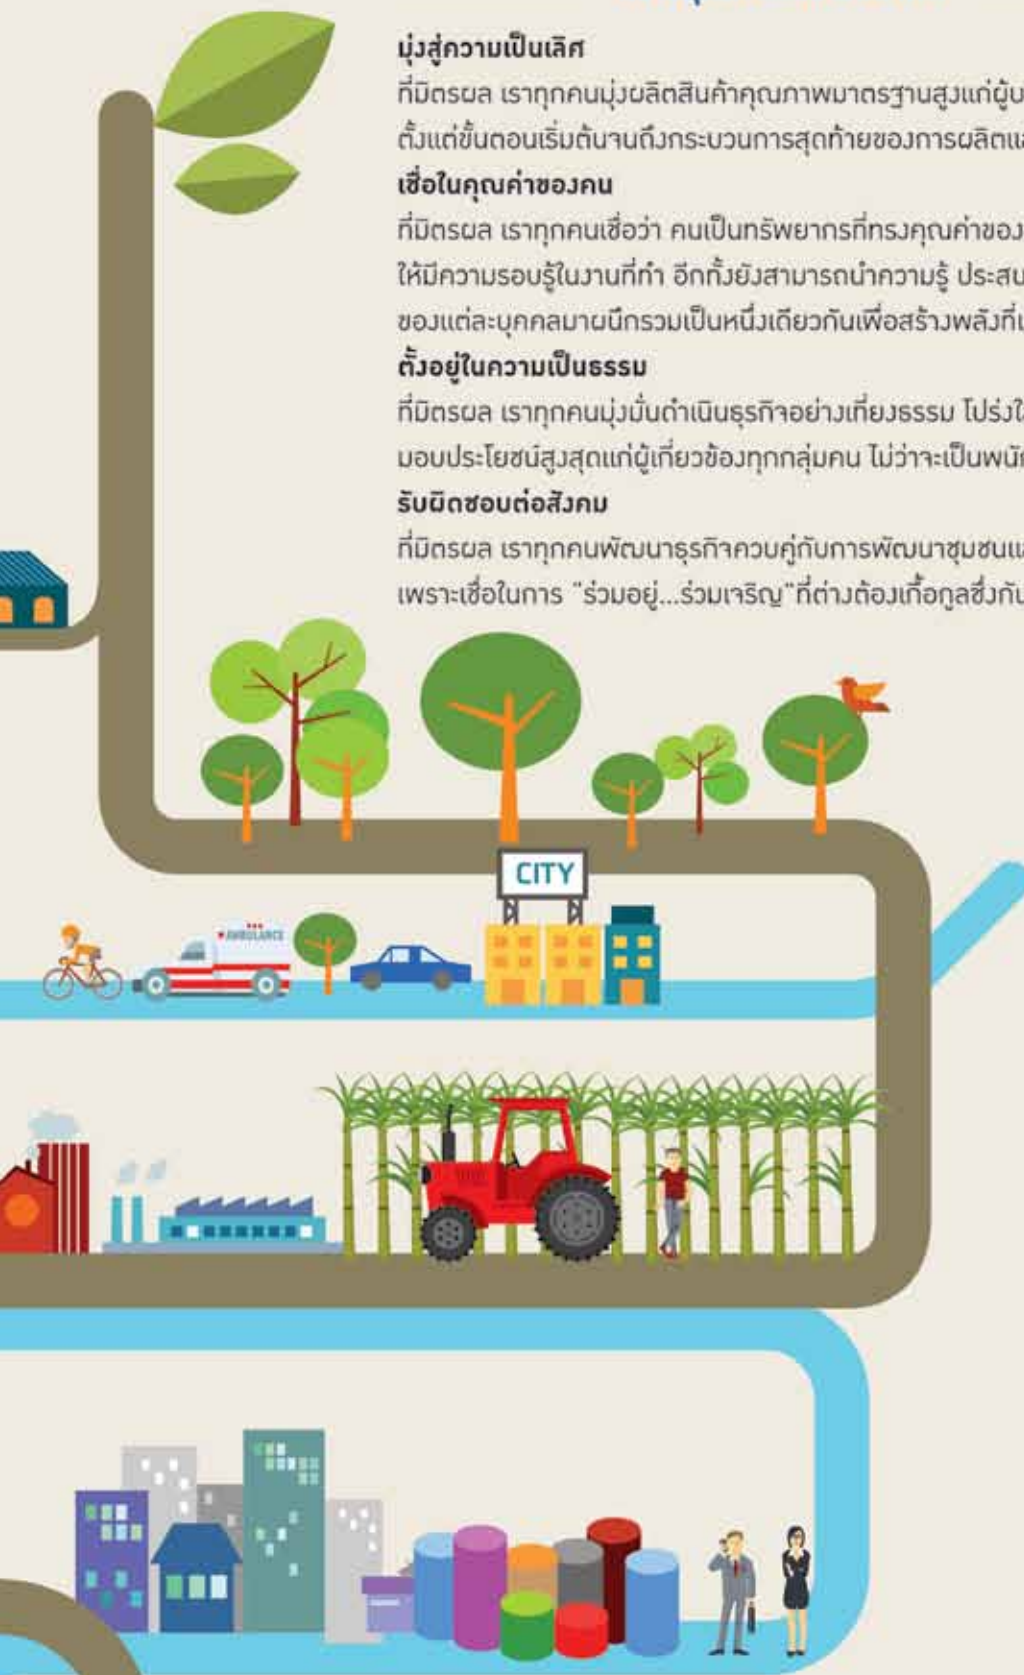 มุ่งสู่ความเป็นเลิศ
ที่มิตรผล เราทุกคนมุ่งผลิตสินค้าคุณภาพมาตรฐานสูงแก่ผู้บ
ตั้งแต่ขั้นตอนเริ่มต้นจนถึงกระบวนการสุดท้ายของการผลิตแล
เชื่อในคุณค่าของคน
ที่มิตรผล เราทุกคนเชื่อว่า คนเป็นทรัพยากรที่ทรงคุณค่าของ
ให้มีความรอบรู้ในงานที่ทำ อีกทั้งยังสามารถนำความรู้ ประสบ
ของแต่ละบุคคลมาผนึกรวมเป็นหนึ่งเดียวกันเพื่อสร้างพลังที่
ตั้งอยู่ในความเป็นธรรม
ที่มิตรผล เราทุกคนมุ่งมั่นดำเนินธุรกิจอย่างเที่ยงธรรม โปร่งใ
มอบประโยชน์สูงสุดแก่ผู้เกี่ยวข้องทุกกลุ่มคน ไม่ว่าจะเป็นพนัก
รับผิดชอบต่อสังคม
ที่มิตรผล เราทุกคนพัฒนาธุรกิจควบคู่กับการพัฒนาชุมชนแ
เพราะเชื่อในการ "ร่วมอยู่...ร่วมเจริญ"ที่ต่างต้องเกื้อกูลซึ่งกัน
CITY
AMBULANCE